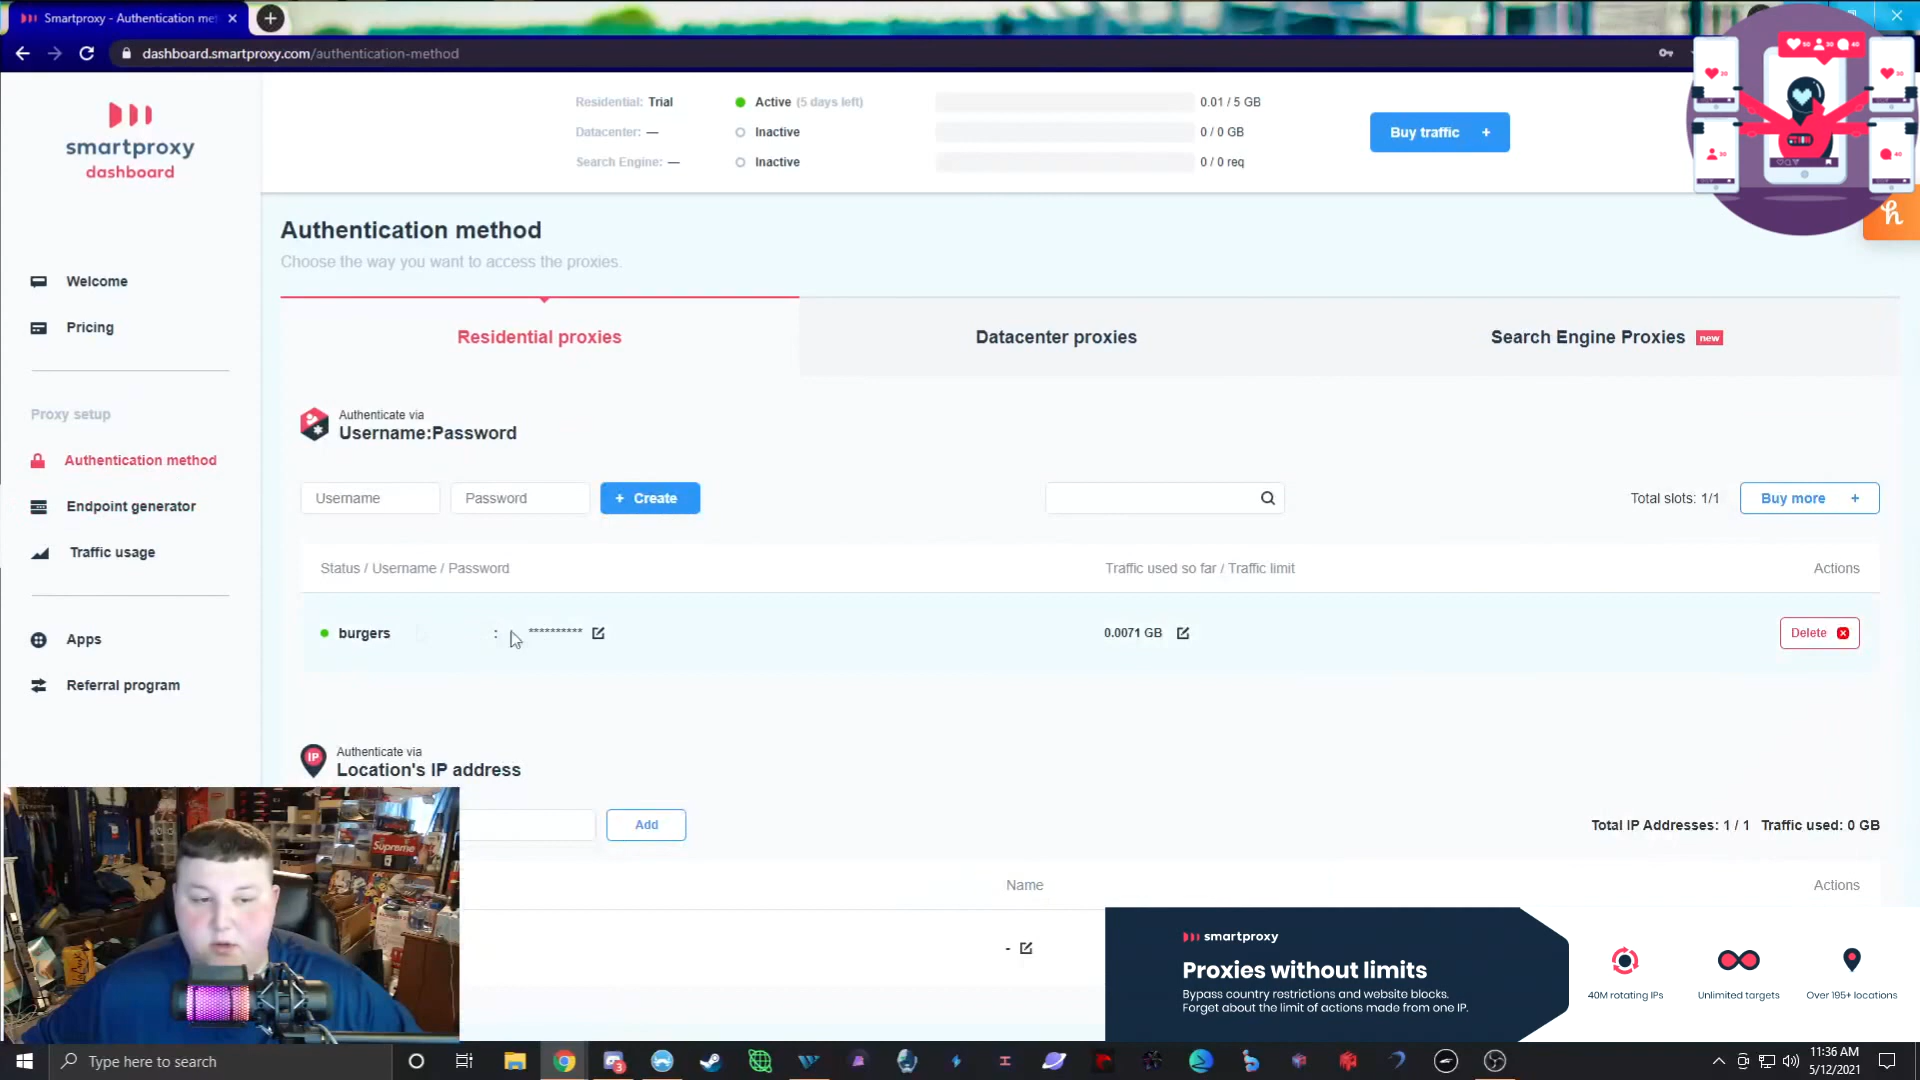 Smartproxy - Authentication met
dashboard.smartproxy.com/authentication-method
smartproxy
dashboard
Residential: Trial
Active (5 days left)
0.01 / 5 GB
Datacenter: —
Inactive
0 / 0 GB
Search Engine: —
Inactive
0 / 0 req
Buy traffic +
Authentication method
Choose the way you want to access the proxies.
Welcome
Pricing
Proxy setup
Authentication method
Endpoint generator
Traffic usage
Apps
Referral program
Residential proxies
Datacenter proxies
Search Engine Proxies new
Authenticate via
Username:Password
Username
Password
+ Create
Total slots: 1/1
Buy more +
Status / Username / Password
Traffic used so far / Traffic limit
Actions
burgers : **********
0.0071 GB
Delete
IP
Authenticate via
Location's IP address
Add
Total IP Addresses: 1 / 1 Traffic used: 0 GB
Name
Actions
-
Supreme
smartproxy
Proxies without limits
Bypass country restrictions and website blocks.
Forget about the limit of actions made from one IP.
40M rotating IPs
Unlimited targets
Over 195+ locations
Type here to search
3
11:36 AM
5/12/2021